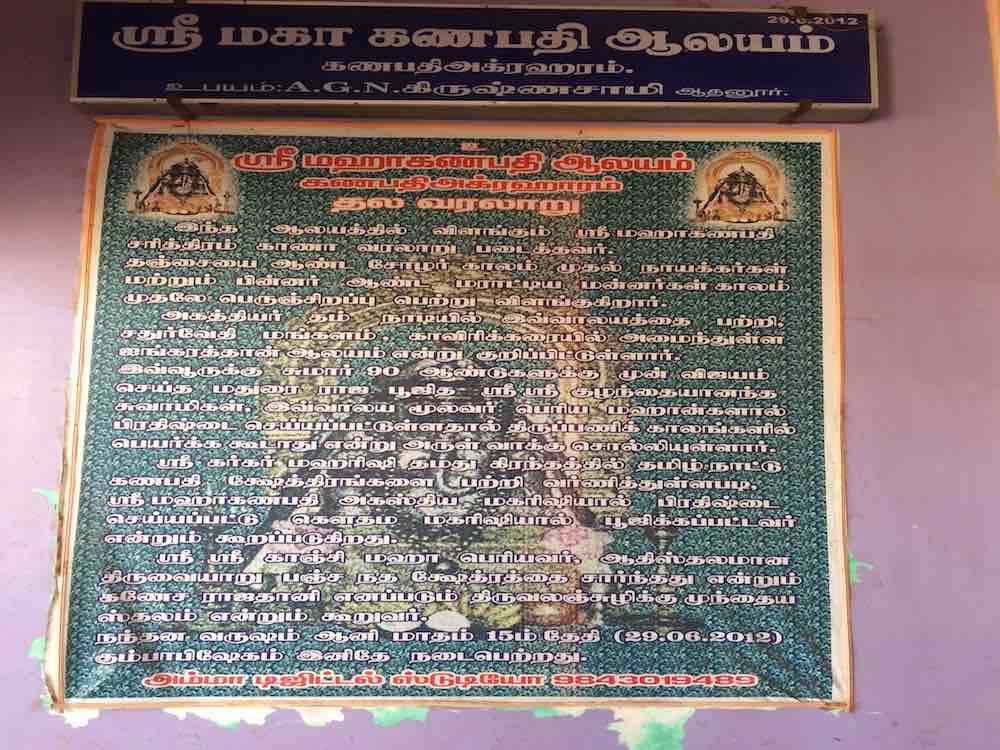 29.6.2012
ஸ்ரீ மகா கணபதி ஆலயம்
கணபதிஅக்ரஹரம்.
உபயம்:A.G.N.கிருஷ்ணசாமி ஆதனூர்.
உ
ஸ்ரீ மஹாகணபதி ஆலயம்
கணபதிஅக்ரஹாரம்
தல வரலாறு
இந்த ஆலயத்தில் விளங்கும் ஸ்ரீமஹாகணபதி
சரித்திரம் காணா வரலாறு படைத்தவர்
தஞ்சையை ஆண்ட சோழர் காலம் முதல் நாயக்கர்கள்
மற்றும் பின்னர் ஆண்ட மராட்டிய மன்னர்கள் காலம்
முதலே பெருஞ்சிறப்பு பெற்று விளங்குகிறார்.
அகத்தியர் தம் நாடியில் இவ்வாலயத்தை பற்றி,
சதுர்வேதி மங்களம், காவிரிக்கரையில் அமைந்துள்ள
ஐங்கரத்தான் ஆலயம் என்று குறிப்பிட்டுள்ளார்.
இவ்வூருக்கு சுமார் 90 ஆண்டுகளுக்கு முன் விஜயம்
செய்த மதுரை ராஜ பூஜித ஸ்ரீ ஸ்ரீ குழந்தையானந்த
சுவாமிகள், இவ்வாலய மூலவர் பெரிய மஹான்களால்
பிரதிஷ்டை செய்யப்பட்டுள்ளதால் திருப்பணிக் காலங்களில்
பெயர்க்க கூடாது என்று அருள் வாக்கு சொல்லியுள்ளார்.
ஸ்ரீ கர்கர் மஹரிஷி தமது கிரந்தத்தில் தமிழ்நாட்டு
கணபதி க்ஷேத்திரங்களை பற்றி வர்ணித்துள்ளபடி,
ஸ்ரீமஹாகணபதி அகஸ்திய மகரிஷியால் பிரதிஷ்டை
செய்யப்பட்டு கௌதம மகரிஷியால் பூஜிக்கப்பட்டவர்
என்றும் கூறப்படுகிறது.
ஸ்ரீ ஸ்ரீ காஞ்சி மஹா பெரியவர், ஆதிஸ்தலமான
திருவையாறு பஞ்ச நத க்ஷேத்ரத்தை சார்ந்தது என்றும்
கணேச ராஜதானி எனப்படும் திருவலஞ்சுழிக்கு முந்தைய
ஸ்தலம் என்றும் கூறுவர்.
நந்தன வருஷம் ஆனி மாதம் 15ம் தேதி (29.06.2012)
கும்பாபிஷேகம் இனிதே நடைபெற்றது.
அம்மா டிஜிட்டல் ஸ்டுடியோ 9843019489